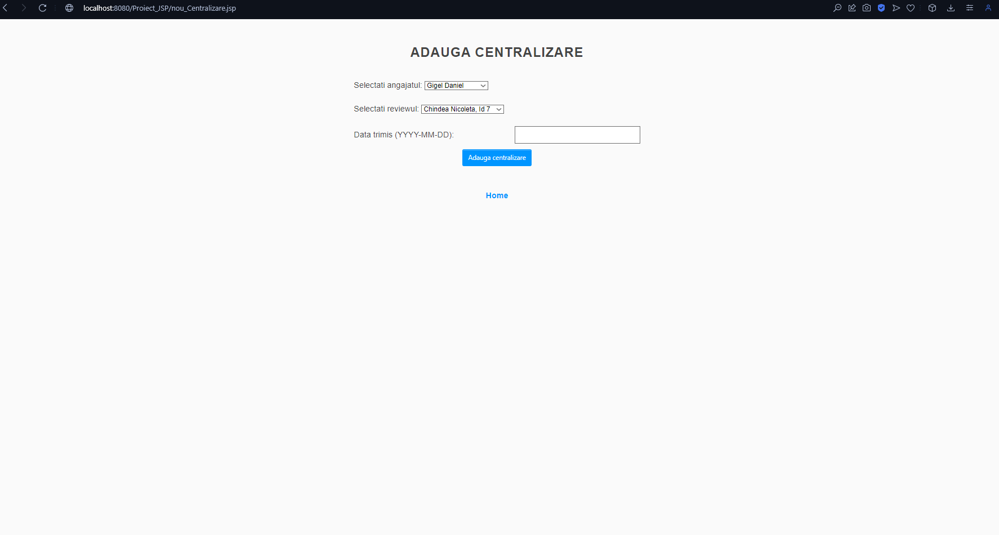 localhost:8080/Proiect_JSP/nou_Centralizare.jsp
ADAUGA CENTRALIZARE
Selectati angajatul: Gigel Daniel
Selectati reviewul: Chindea Nicoleta, Id 7
Data trimis (YYYY-MM-DD):
Adauga centralizare
Home